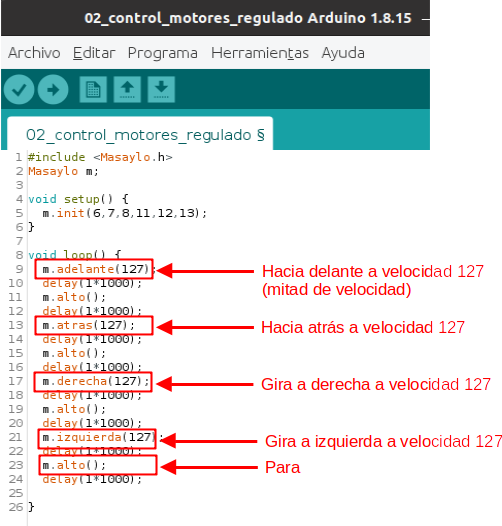 02_control_motores_regulado Arduino 1.8.15 –
Archivo Editar Programa Herramientas Ayuda
02_control_motores_regulado §
1 #include <Masaylo.h>
2 Masaylo m;
3
4 void setup() {
5 m.init(6,7,8,11,12,13);
6 }
7
8 void loop() {
9 m.adelante(127);
10 delay(1*1000);
11 m.alto();
12 delay(1*1000);
13 m.atras(127);
14 delay(1*1000);
15 m.alto();
16 delay(1*1000);
17 m.derecha(127);
18 delay(1*1000);
19 m.alto();
20 delay(1*1000);
21 m.izquierda(127);
22 delay(1*1000);
23 m.alto();
24 delay(1*1000);
25
26 }
Hacia delante a velocidad 127
(mitad de velocidad)
Hacia atrás a velocidad 127
Gira a derecha a velocidad 127
Gira a izquierda a velocidad 127
Para